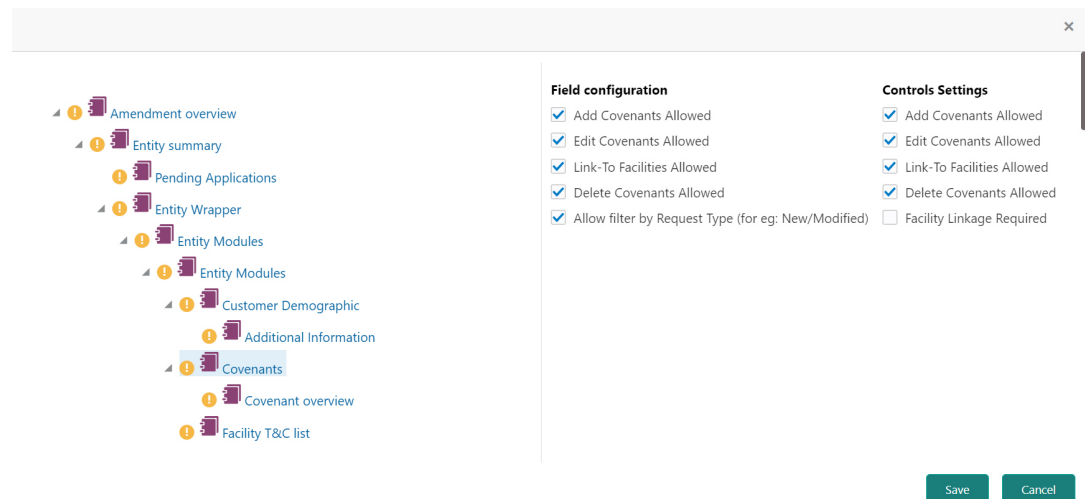 ×
Amendment overview
Entity summary
Pending Applications
Entity Wrapper
Entity Modules
Entity Modules
Customer Demographic
Additional Information
Covenants
Covenant overview
Facility T&C list
Field configuration
Add Covenants Allowed
Edit Covenants Allowed
Link-To Facilities Allowed
Delete Covenants Allowed
Allow filter by Request Type (for eg: New/Modified)
Controls Settings
Add Covenants Allowed
Edit Covenants Allowed
Link-To Facilities Allowed
Delete Covenants Allowed
Facility Linkage Required
Save Cancel